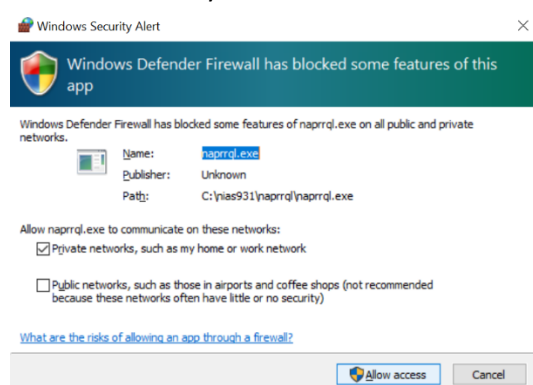 Windows Security Alert
Windows Defender Firewall has blocked some features of this
app
Windows Defender Firewall has blocked some features of naprrql.exe on all public and private
networks.
Name: naprrql.exe
Publisher: Unknown
Path: C:\nias931\naprrql\naprrql.exe
Allow naprrql.exe to communicate on these networks:
Private networks, such as my home or work network
Public networks, such as those in airports and coffee shops (not recommended
because these networks often have little or no security)
What are the risks of allowing an app through a firewall?
Allow access Cancel